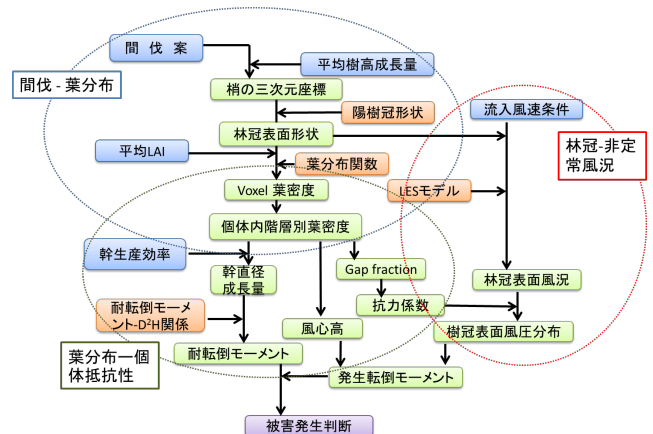 間 伐 案
平均樹高成長量
間伐 - 葉分布
梢の三次元座標
陽樹冠形状
流入風速条件
林冠表面形状
林冠-非定
常風況
平均LAI
葉分布関数
Voxel 葉密度
LESモデル
個体内階層別葉密度
幹生産効率
Gap fraction
幹直径
成長量
林冠表面風況
抗力係数
耐転倒モーメ
ント-D²H関係
風心高
樹冠表面風圧分布
葉分布ー個
体抵抗性
耐転倒モーメント
発生転倒モーメント
被害発生判断